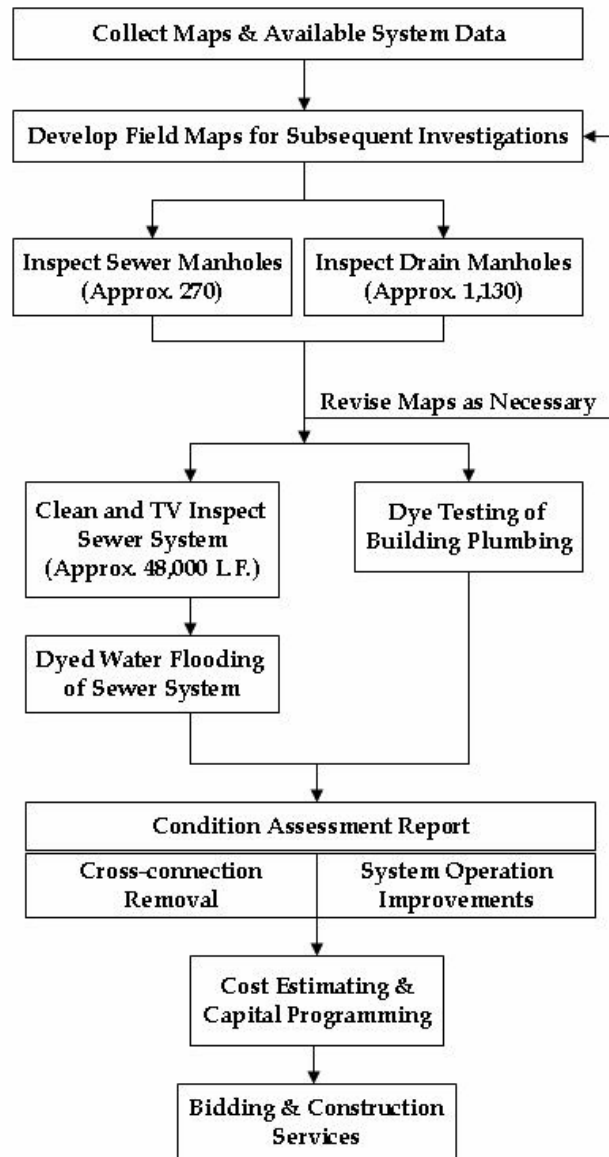 Collect Maps & Available System Data
Develop Field Maps for Subsequent Investigations
Inspect Sewer Manholes
(Approx. 270)
Inspect Drain Manholes
(Approx. 1,130)
Revise Maps as Necessary
Clean and TV Inspect
Sewer System
(Approx. 48,000 L.F.)
Dye Testing of
Building Plumbing
Dyed Water Flooding
of Sewer System
Condition Assessment Report
Cross-connection
Removal
System Operation
Improvements
Cost Estimating &
Capital Programming
Bidding & Construction
Services